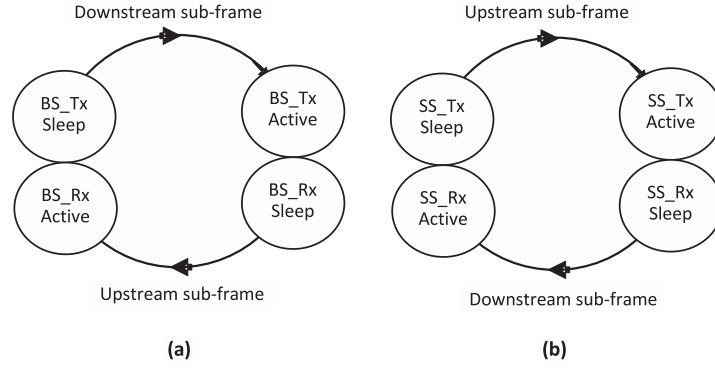 Downstream sub-frame
BS_Tx
Sleep
BS_Tx
Active
BS_Rx
Active
BS_Rx
Sleep
Upstream sub-frame
(a)
Upstream sub-frame
SS_Tx
Sleep
SS_Tx
Active
SS_Rx
Active
SS_Rx
Sleep
Downstream sub-frame
(b)